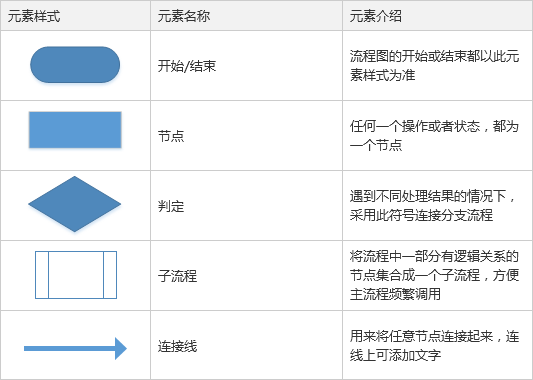 元素样式
元素名称
元素介绍
开始/结束
流程图的开始或结束都以此元
素样式为准
节点
任何一个操作或者状态，都为
一个节点
判定
遇到不同处理结果的情况下，
采用此符号连接分支流程
子流程
将流程中一部分有逻辑关系的
节点集合成一个子流程，方便
主流程频繁调用
连接线
用来将任意节点连接起来，连
线上可添加文字